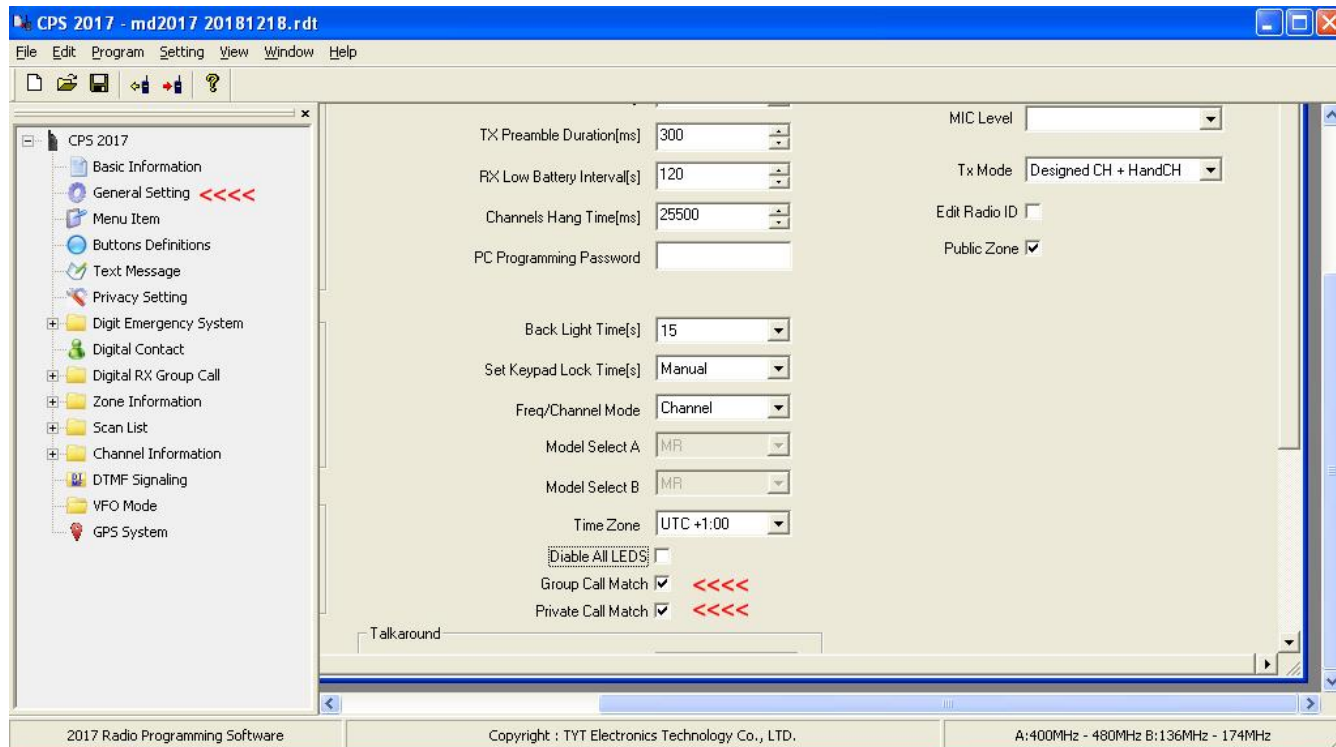 CPS 2017 - md2017 20181218.rdt
File Edit Program Setting View Window Help
CPS 2017
Basic Information
General Setting <<<<
Menu Item
Buttons Definitions
Text Message
Privacy Setting
Digit Emergency System
Digital Contact
Digital RX Group Call
Zone Information
Scan List
Channel Information
DTMF Signaling
VFO Mode
GPS System
TX Preamble Duration[ms] 300
RX Low Battery Interval[s] 120
Channels Hang Time[ms] 25500
PC Programming Password
Back Light Time[s] 15
Set Keypad Lock Time[s] Manual
Freq/Channel Mode Channel
Model Select A MR
Model Select B MR
Time Zone UTC +1:00
Diable All LEDS
Group Call Match <<<<
Private Call Match <<<<
Talkaround
MIC Level
Tx Mode Designed CH + HandCH
Edit Radio ID
Public Zone
2017 Radio Programming Software
Copyright : TYT Electronics Technology Co., LTD.
A:400MHz - 480MHz B:136MHz - 174MHz